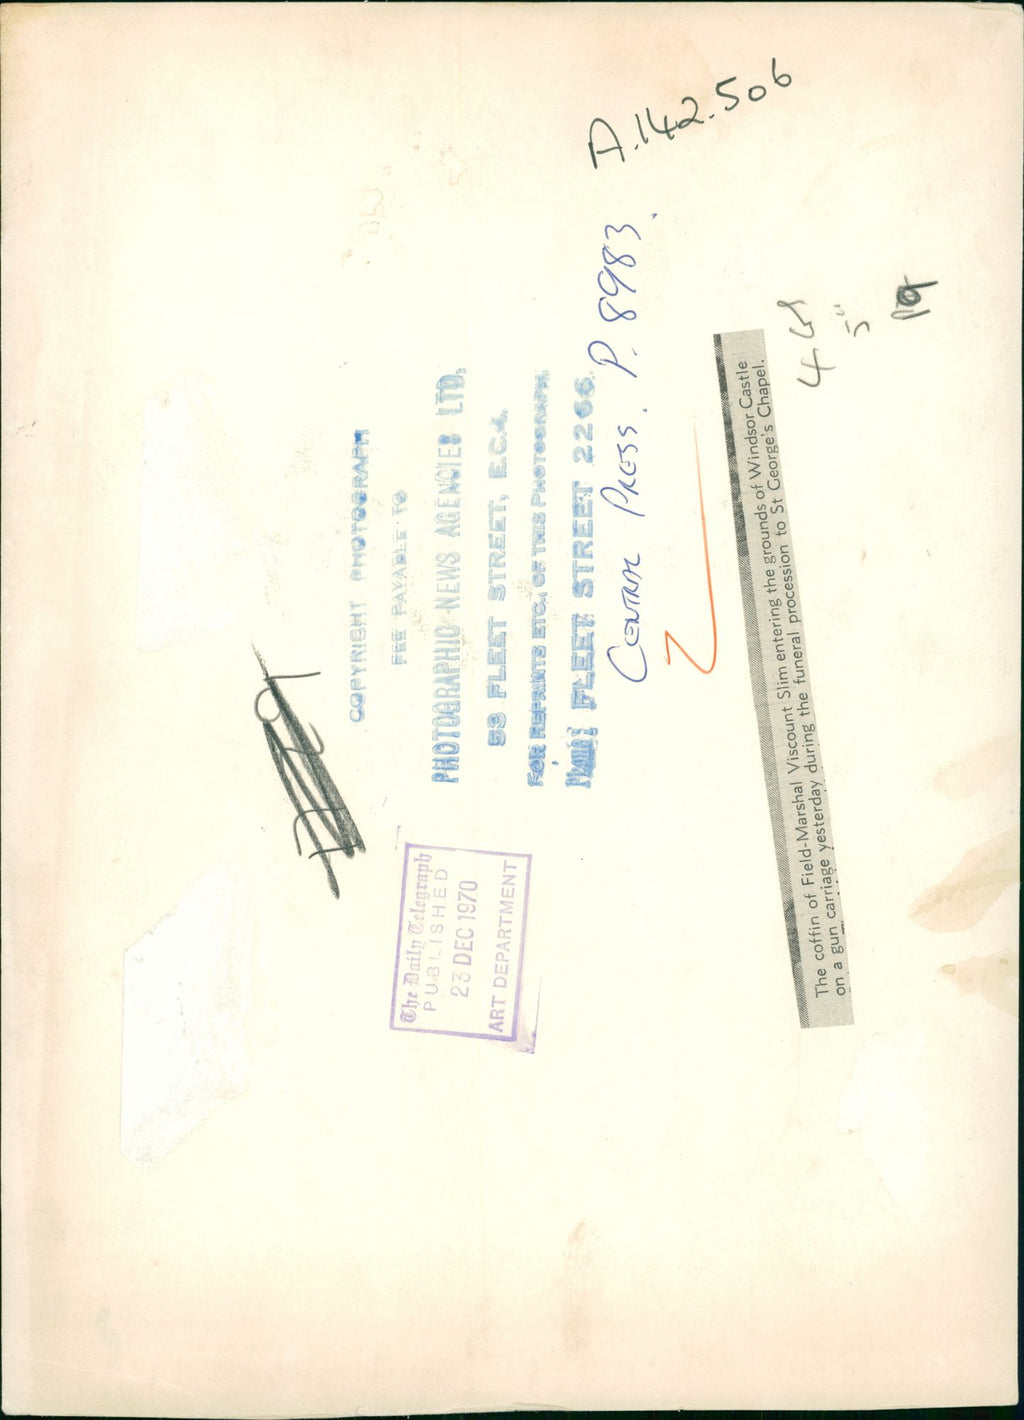 A.142.506
COPYRIGHT PHOTOGRAPH
FEE PAYABLE TO
PHOTOGRAPHIC NEWS AGENCIES LTD.
53 FLEET STREET, E.C.4.
FOR REPRINTS ETC., OF THIS PHOTOGRAPH,
FLEET STREET 2266.
CENTRAL PRESS. P. 8983.
The Daily Telegraph
PUBLISHED
23 DEC 1970
ART DEPARTMENT
The coffin of Field-Marshal Viscount Slim entering the grounds of Windsor Castle
on a gun carriage yesterday during the funeral procession to St George's Chapel.